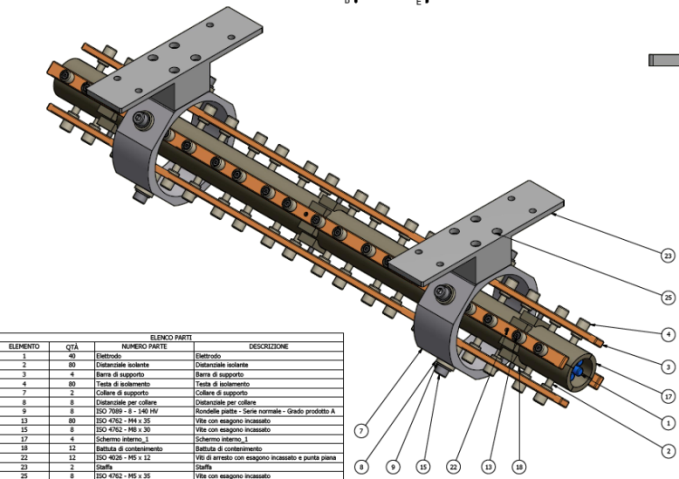 E
23
25
4
3
17
1
2
7
8
9
15
22
13
18
ELENCO PARTI
ELEMENTO QTÀ NUMERO PARTE DESCRIZIONE
1 40 Elettrodo Elettrodo
2 80 Distanziale isolante Distanziale isolante
3 4 Barra di supporto Barra di supporto
4 80 Testa di isolamento Testa di isolamento
7 2 Collare di supporto Collare di supporto
8 8 Distanziale per collare Distanziale per collare
9 8 ISO 7089 - 8 - 140 HV Rondelle piatte - Serie normale - Grado prodotto A
13 80 ISO 4762 - M4 x 35 Vite con esagono incassato
15 8 ISO 4762 - M8 x 30 Vite con esagono incassato
17 4 Schermo interno_1 Schermo interno_1
18 12 Battuta di contenimento Battuta di contenimento
22 12 ISO 4026 - M5 x 12 Viti di arresto con esagono incassato e punta piana
23 2 Staffa Staffa
25 8 ISO 4762 - M5 x 35 Vite con esagono incassato